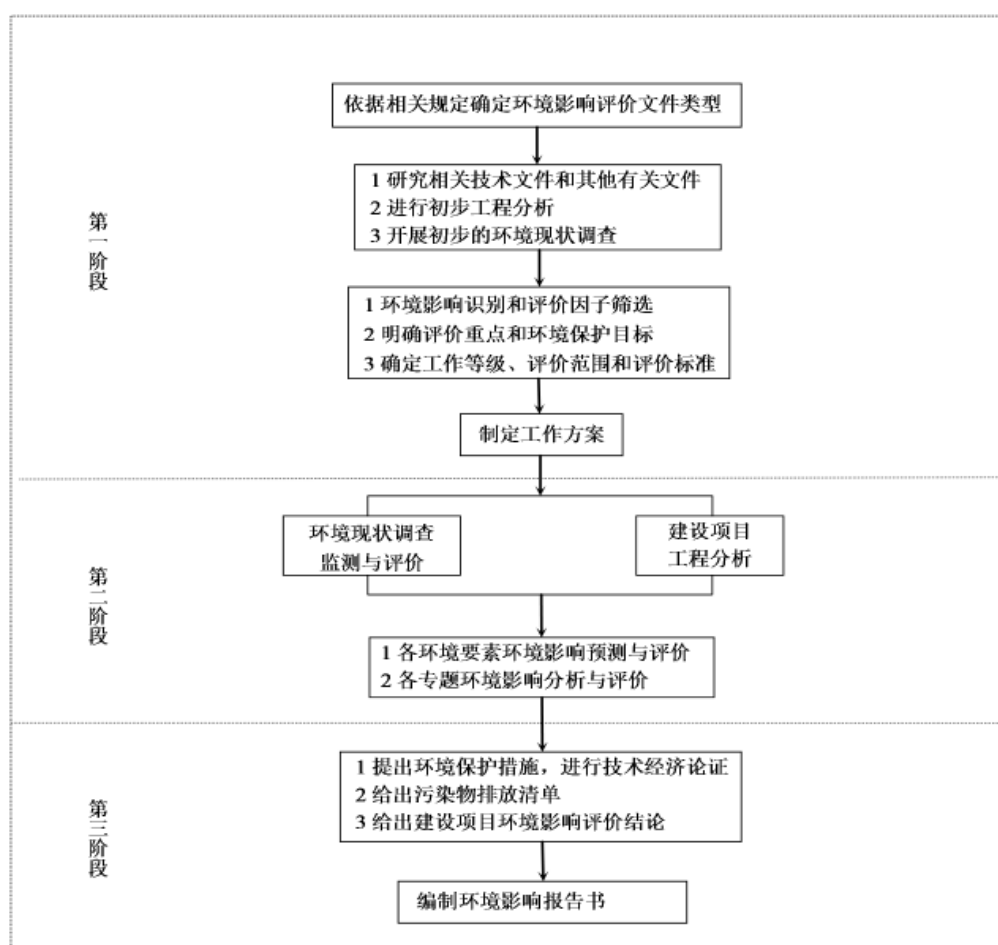 第一阶段
依据相关规定确定环境影响评价文件类型
1 研究相关技术文件和其他有关文件
2 进行初步工程分析
3 开展初步的环境现状调查
1 环境影响识别和评价因子筛选
2 明确评价重点和环境保护目标
3 确定工作等级、评价范围和评价标准
制定工作方案
第二阶段
环境现状调查
监测与评价
建设项目
工程分析
1 各环境要素环境影响预测与评价
2 各专题环境影响分析与评价
第三阶段
1 提出环境保护措施，进行技术经济论证
2 给出污染物排放清单
3 给出建设项目环境影响评价结论
编制环境影响报告书